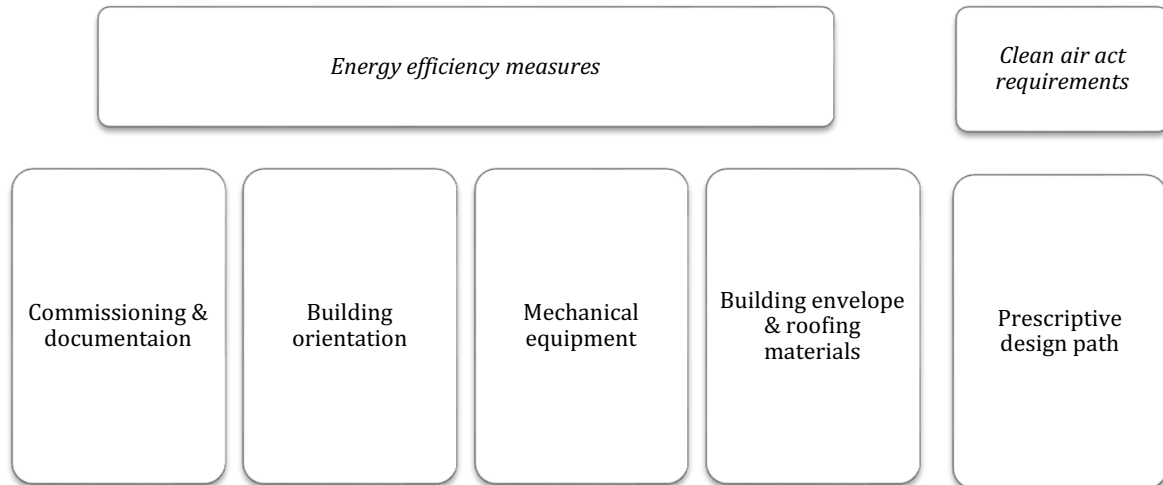 Energy efficiency measures
Clean air act
requirements
Commissioning &
documentaion
Building
orientation
Mechanical
equipment
Building envelope
& roofing
materials
Prescriptive
design path